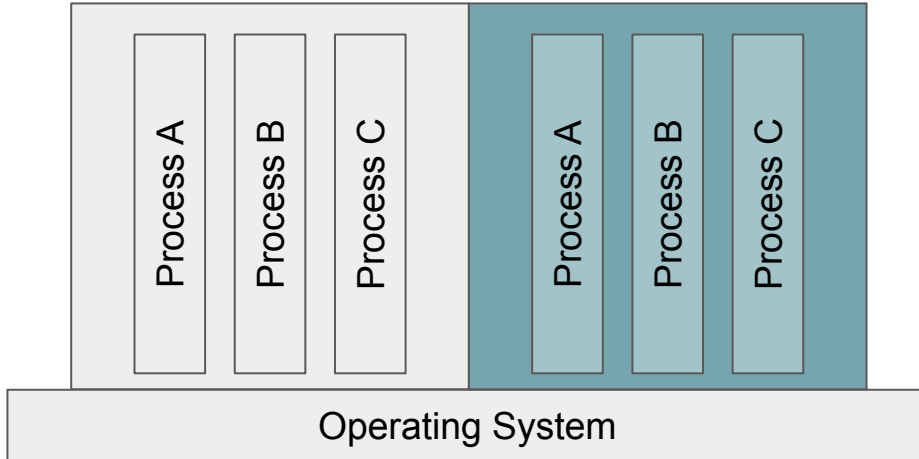 Process A
Process B
Process C
Process A
Process B
Process C
Operating System